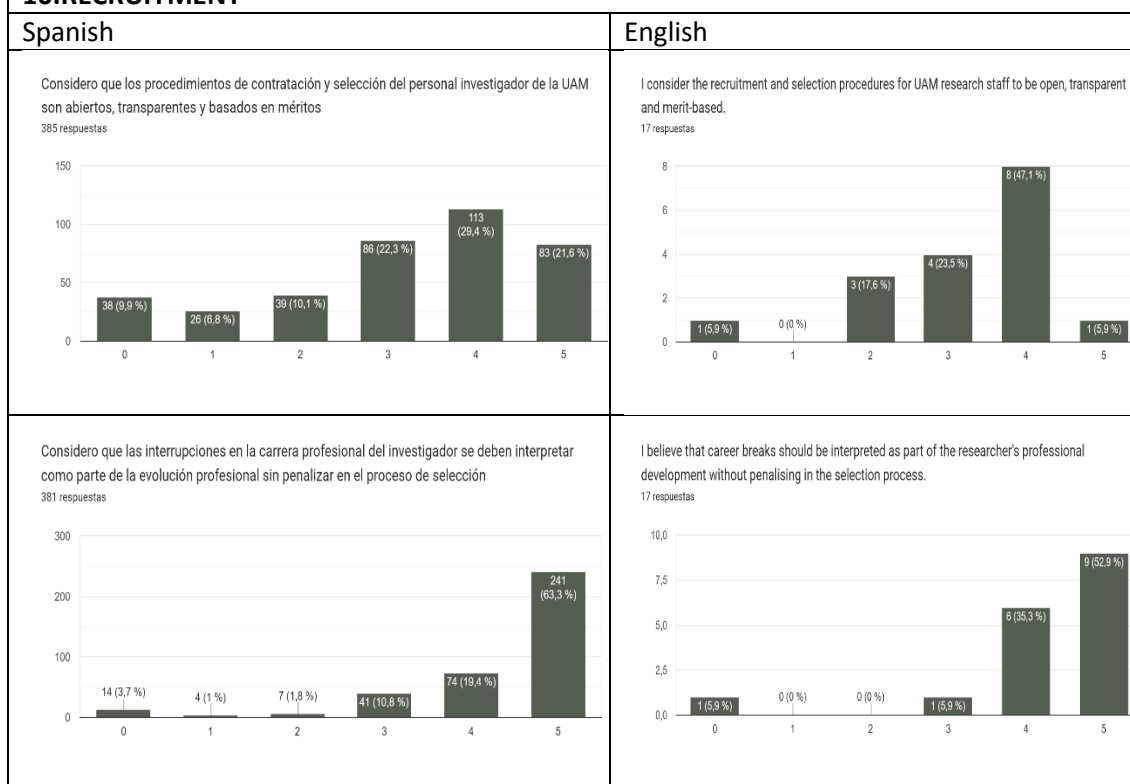 10.RECRUITMENT
Spanish
English
Considero que los procedimientos de contratación y selección del personal investigador de la UAM
son abiertos, transparentes y basados en méritos
385 respuestas
150
100
50
0
38 (9,9 %)
26 (6,8 %)
39 (10,1 %)
86 (22,3 %)
113
(29,4 %)
83 (21,6 %)
0 1 2 3 4 5
I consider the recruitment and selection procedures for UAM research staff to be open, transparent
and merit-based.
17 respuestas
8
6
4
2
0
1 (5,9 %)
0 (0 %)
3 (17,6 %)
4 (23,5 %)
8 (47,1 %)
1 (5,9 %)
0 1 2 3 4 5
Considero que las interrupciones en la carrera profesional del investigador se deben interpretar
como parte de la evolución profesional sin penalizar en el proceso de selección
381 respuestas
300
200
100
0
14 (3,7 %)
4 (1 %)
7 (1,8 %)
41 (10,8 %)
74 (19,4 %)
241
(63,3 %)
0 1 2 3 4 5
I believe that career breaks should be interpreted as part of the researcher's professional
development without penalising in the selection process.
17 respuestas
10,0
7,5
5,0
2,5
0,0
1 (5,9 %)
0 (0 %)
0 (0 %)
1 (5,9 %)
6 (35,3 %)
9 (52,9 %)
0 1 2 3 4 5